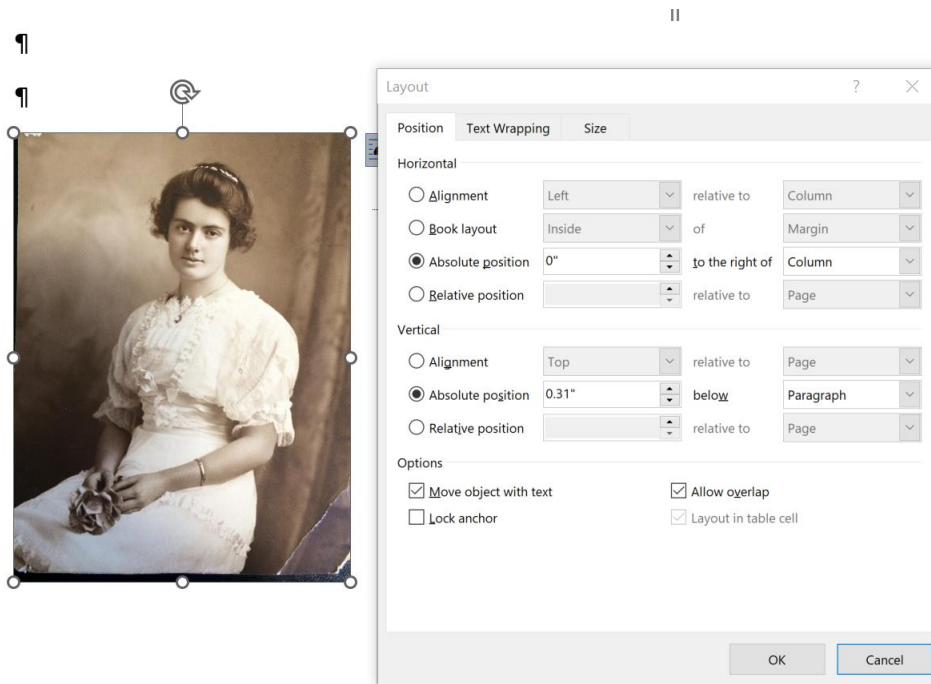 ¶
¶
Layout
Position Text Wrapping Size
Horizontal
Alignment Left relative to Column
Book layout Inside of Margin
Absolute position 0" to the right of Column
Relative position relative to Page
Vertical
Alignment Top relative to Page
Absolute position 0.31" below Paragraph
Relative position relative to Page
Options
Move object with text Allow overlap
Lock anchor Layout in table cell
OK Cancel